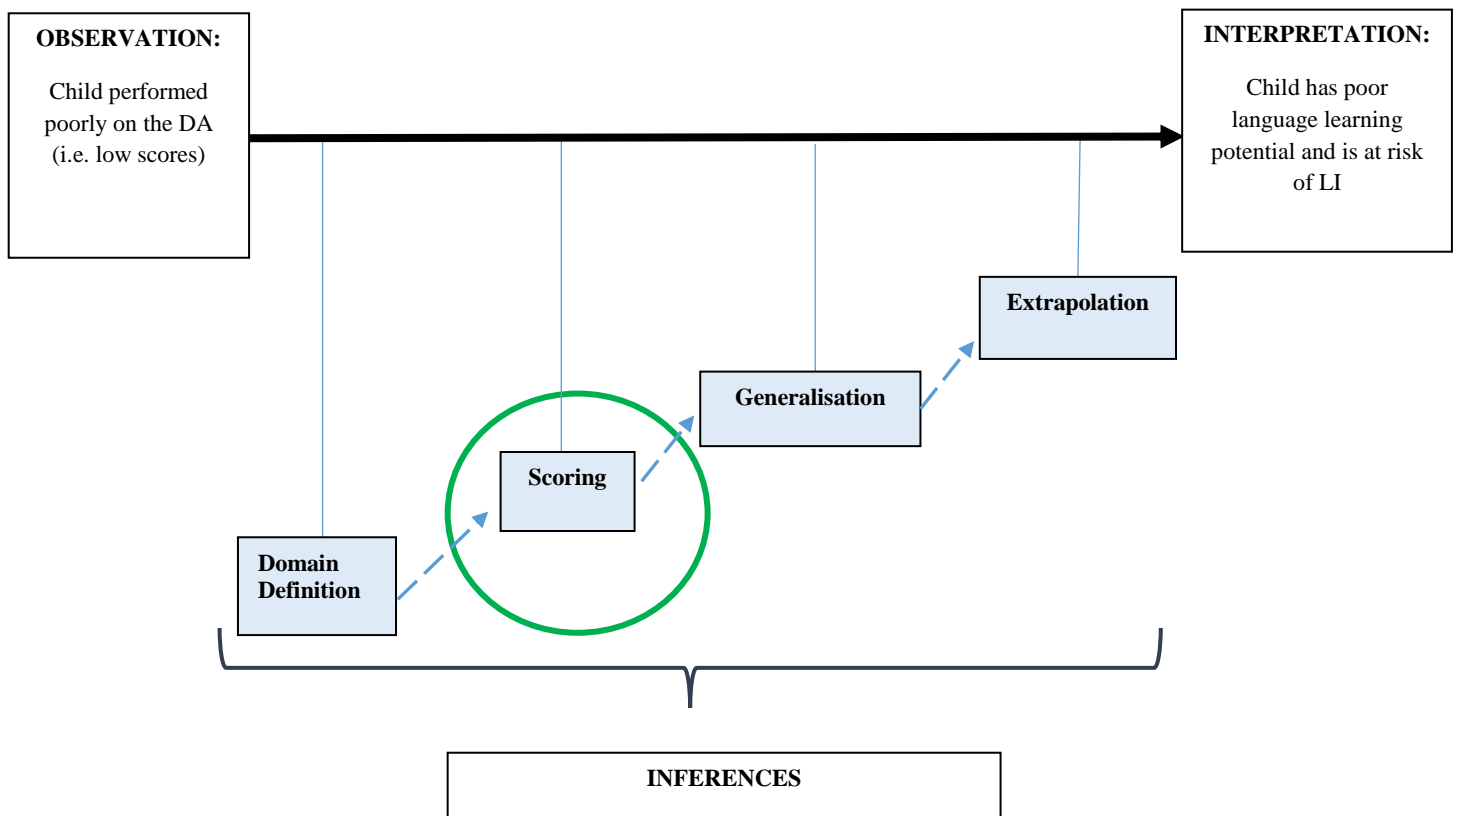 OBSERVATION:
Child performed
poorly on the DA
(i.e. low scores)
INTERPRETATION:
Child has poor
language learning
potential and is at risk
of LI
Extrapolation
Generalisation
Scoring
Domain
Definition
INFERENCES